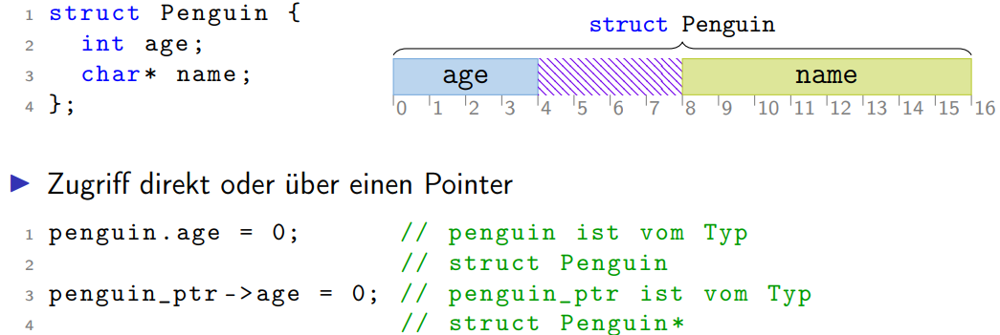 1 struct Penguin {
2   int age;
3   char* name;
4 };
struct Penguin
age name
0 1 2 3 4 5 6 7 8 9 10 11 12 13 14 15 16
▶ Zugriff direkt oder über einen Pointer
1 penguin.age = 0; // penguin ist vom Typ
2 // struct Penguin
3 penguin_ptr->age = 0; // penguin_ptr ist vom Typ
4 // struct Penguin*